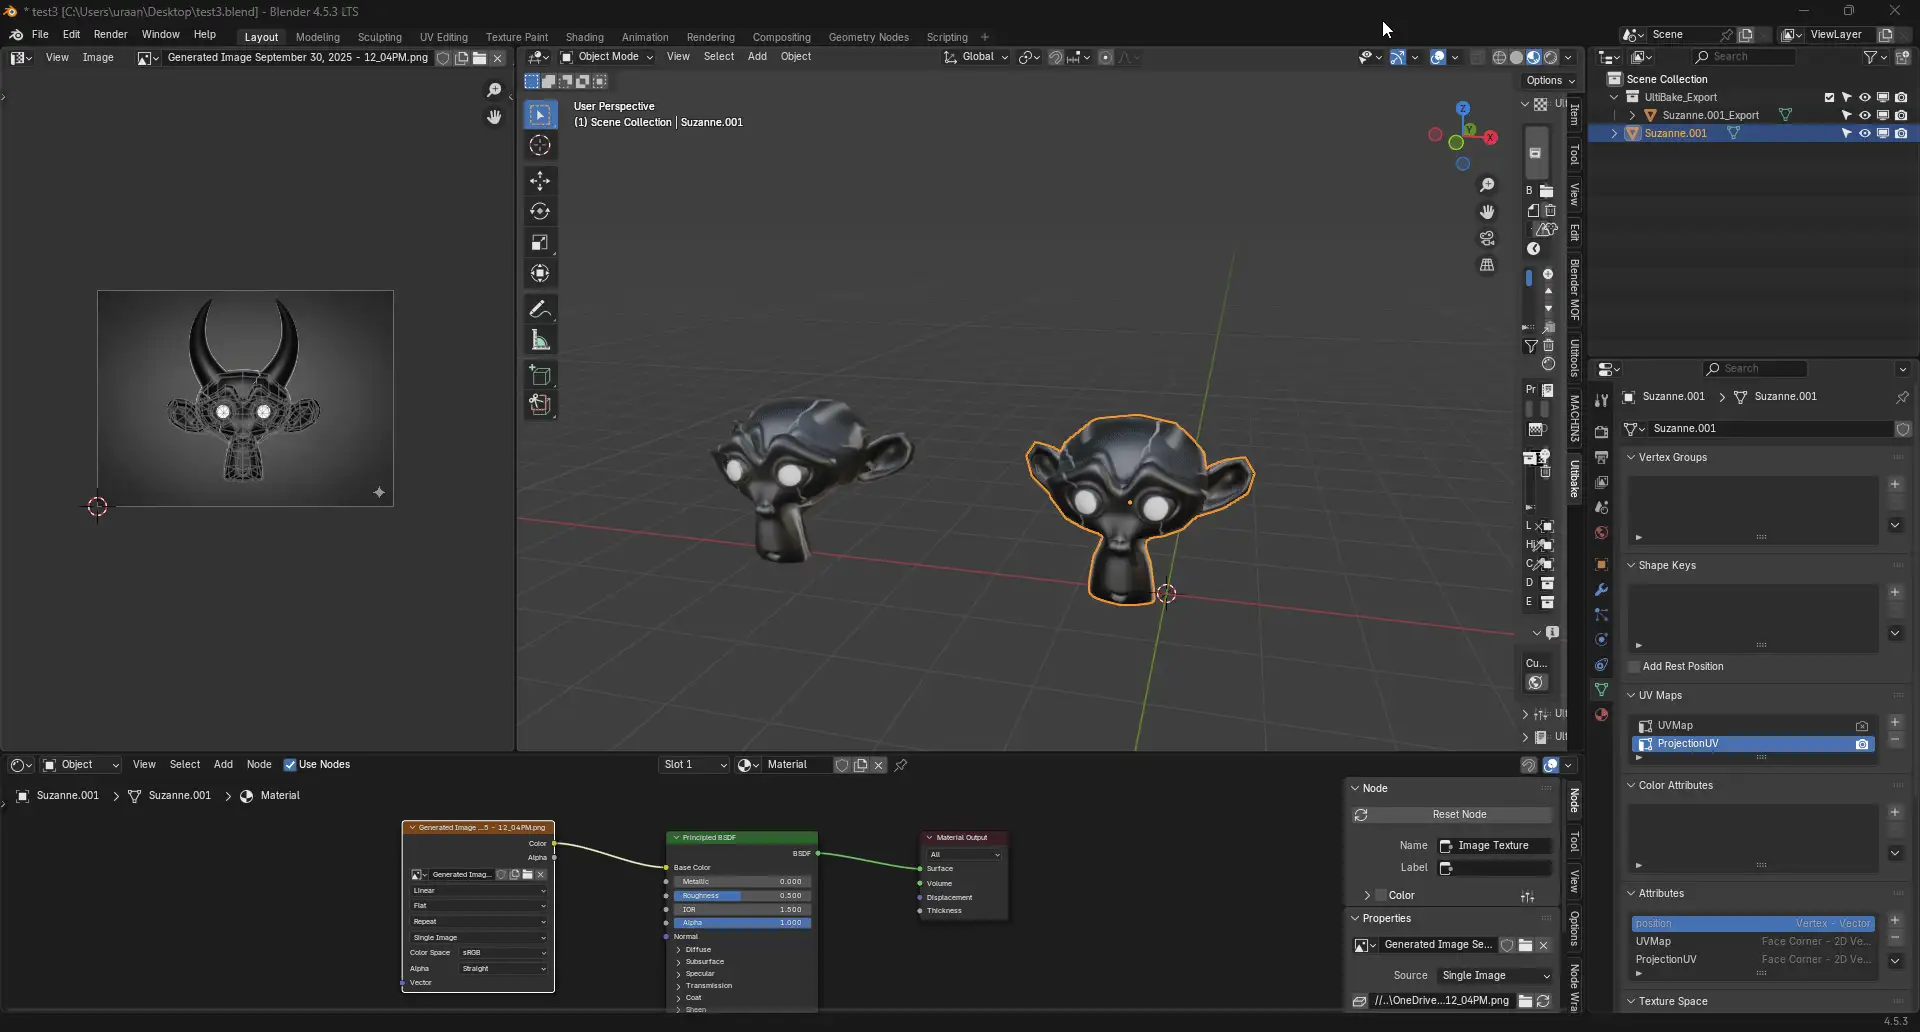 * test3 [C:\Users\uraan\Desktop\test3.blend] - Blender 4.5.3 LTS
File Edit Render Window Help
Layout Modeling Sculpting UV Editing Texture Paint Shading Animation Rendering Compositing Geometry Nodes Scripting +
Scene
ViewLayer
View Image
Generated Image September 30, 2025 - 12_04PM.png
Object Mode View Select Add Object
Global
Options
User Perspective
(1) Scene Collection | Suzanne.001
Z
Y
X
B
Pr
L
H
C
D
E
Cu...
Ult
Ult
Item
Tool
View
Edit
Blender MOF
Ultitools
MACHIN3
Ultibake
Search
Scene Collection
UltiBake_Export
Suzanne.001_Export
Suzanne.001
Search
Suzanne.001 > Suzanne.001
Suzanne.001
Vertex Groups
Shape Keys
Add Rest Position
UV Maps
UVMap
ProjectionUV
Color Attributes
Attributes
position Vertex - Vector
UVMap Face Corner - 2D Ve...
ProjectionUV Face Corner - 2D Ve...
Texture Space
Object View Select Add Node Use Nodes
Slot 1
Material
Suzanne.001 > Suzanne.001 > Material
Generated Image ...5 - 12_04PM.png
Color
Alpha
Generated Imag...
Linear
Flat
Repeat
Single Image
Color Space sRGB
Alpha Straight
Vector
Principled BSDF
BSDF
Base Color
Metallic 0.000
Roughness 0.500
IOR 1.500
Alpha 1.000
Normal
Diffuse
Subsurface
Specular
Transmission
Coat
Sheen
Material Output
All
Surface
Volume
Displacement
Thickness
Node
Reset Node
Name Image Texture
Label
Color
Properties
Generated Image Se...
Source Single Image
//..\OneDrive...12_04PM.png
Node
Tool
View
Options
Node Wra
4.5.3